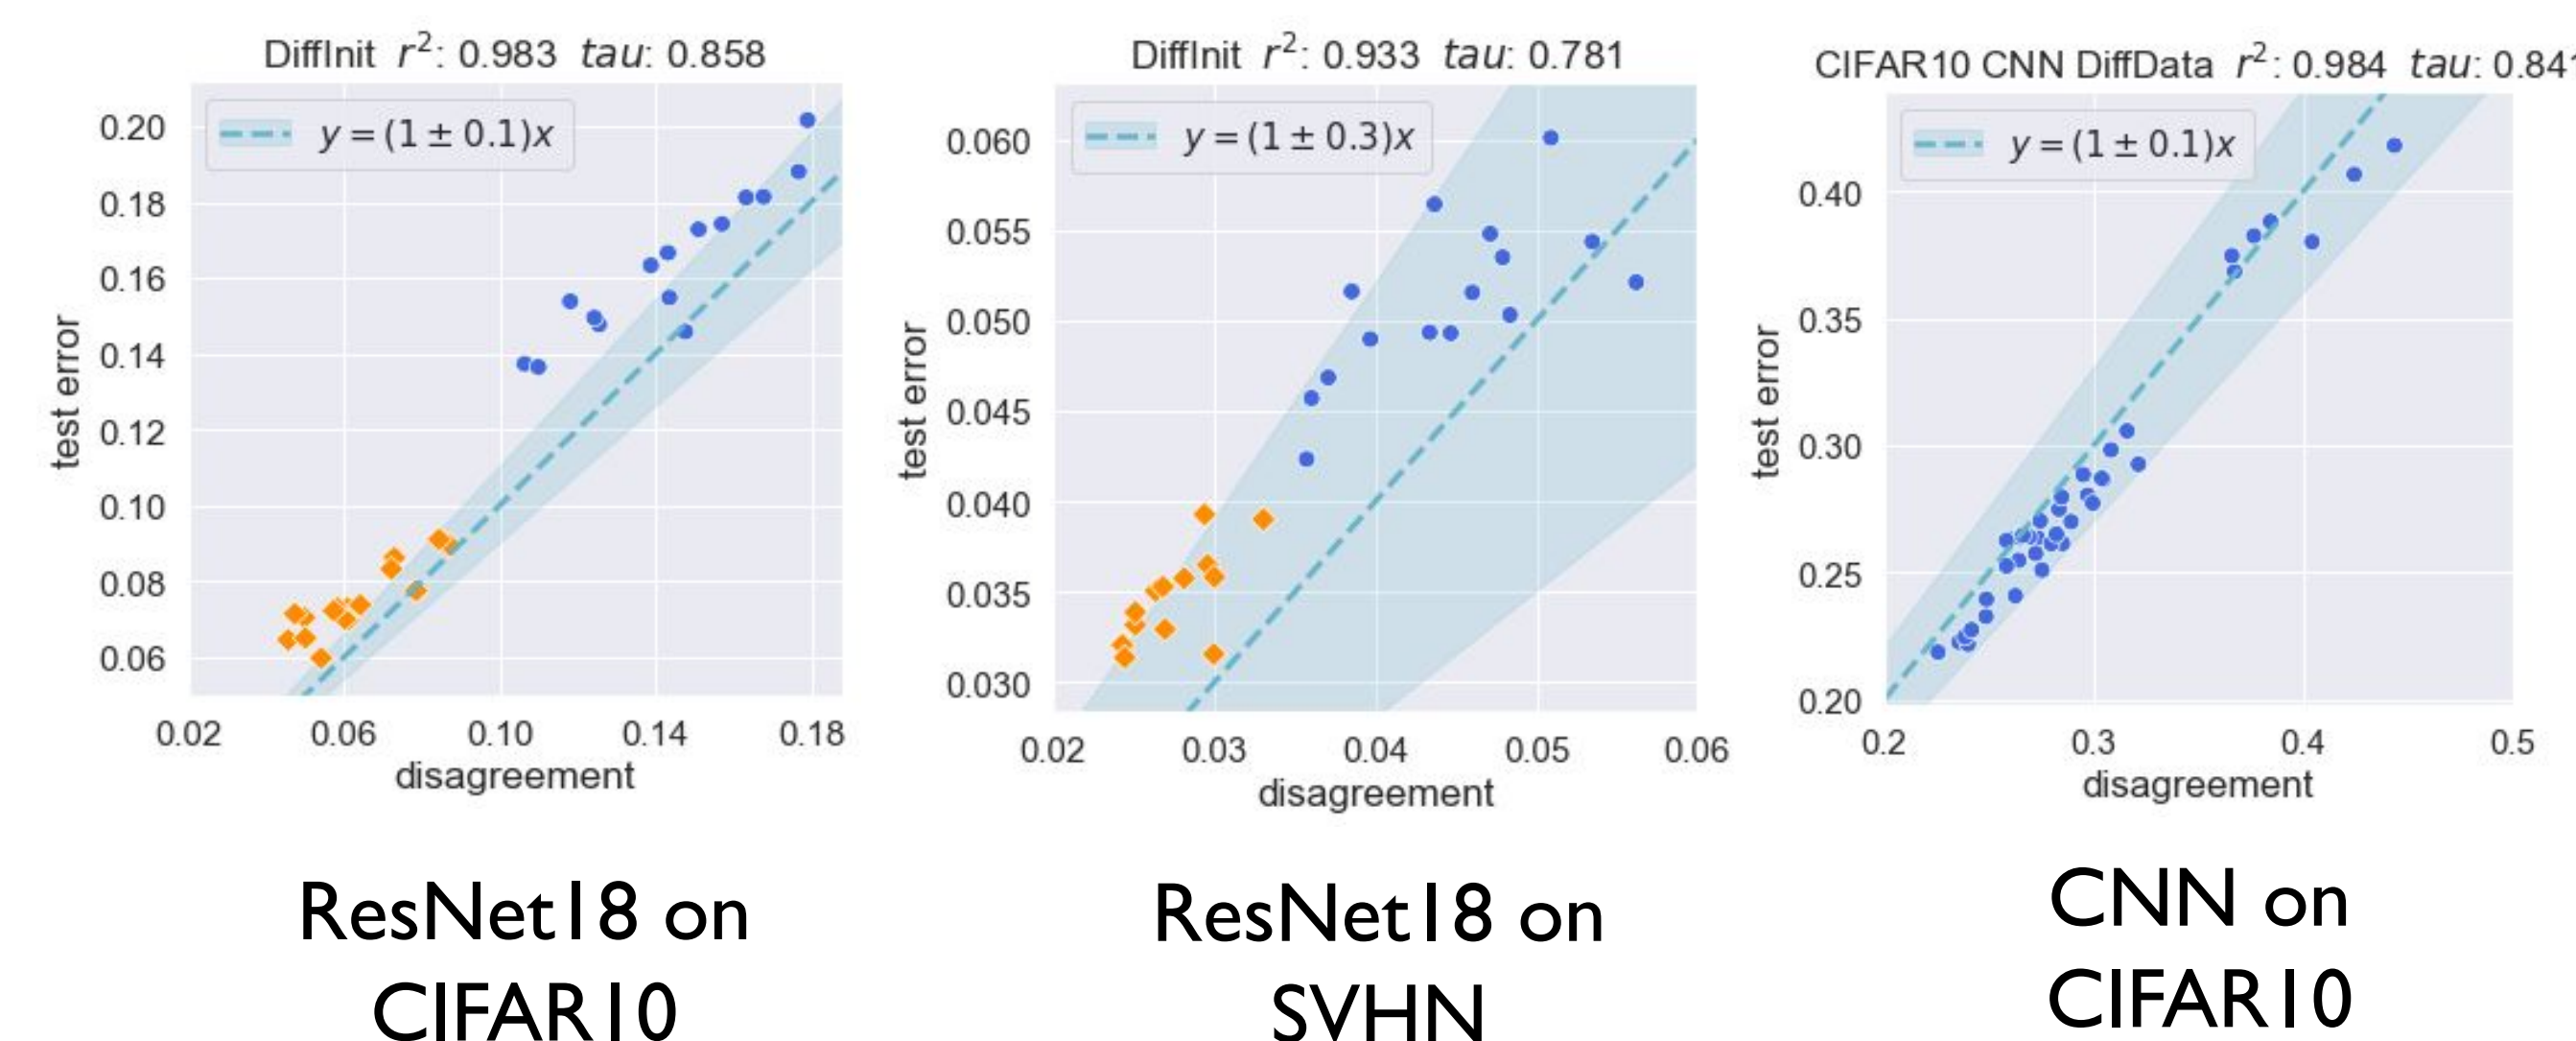 DiffInit r²: 0.983 tau: 0.858
y = (1 ± 0.1)x
0.20
0.18
0.16
0.14
0.12
0.10
0.08
0.06
test error
0.02 0.06 0.10 0.14 0.18
disagreement
ResNet18 on
CIFAR10
DiffInit r²: 0.933 tau: 0.781
y = (1 ± 0.3)x
0.060
0.055
0.050
0.045
0.040
0.035
0.030
test error
0.02 0.03 0.04 0.05 0.06
disagreement
ResNet18 on
SVHN
CIFAR10 CNN DiffData r²: 0.984 tau: 0.841
y = (1 ± 0.1)x
0.40
0.35
0.30
0.25
0.20
test error
0.2 0.3 0.4 0.5
disagreement
CNN on
CIFAR10